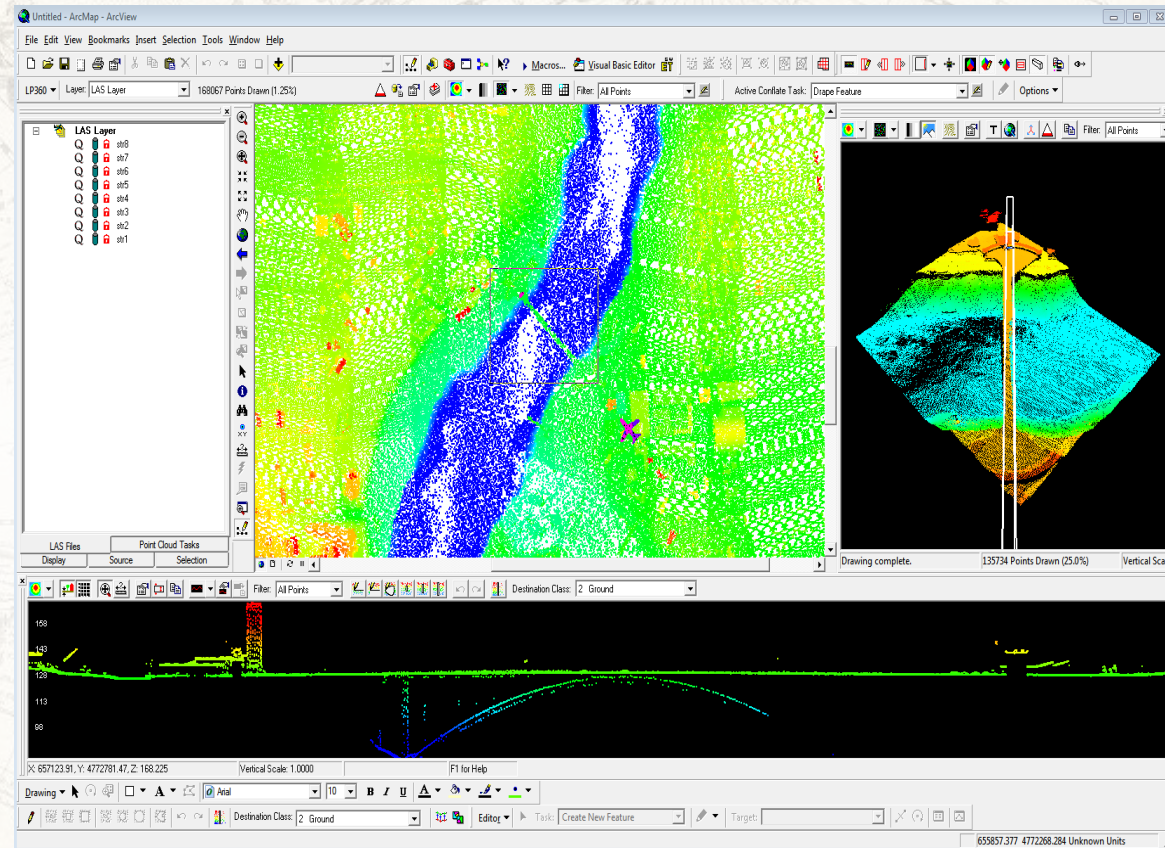 Untitled - ArcMap - ArcView
File Edit View Bookmarks Insert Selection Tools Window Help
Macros... Visual Basic Editor
LP360 Layer: LAS Layer 168067 Points Drawn (1.25%) Filter: All Points Active Conflate Task: Drape Feature Options
LAS Layer
str8
str7
str6
str5
str4
str3
str2
str1
XY
LAS Files Point Cloud Tasks
Display Source Selection
T Filter: All Points
Drawing complete. 135734 Points Drawn (25.0%) Vertical Sca
Filter: All Points Destination Class: 2 Ground
158
143
128
113
98
X: 657123.91, Y: 4772781.47, Z: 168.225 Vertical Scale: 1.0000 F1 for Help
Drawing A Arial 10 B I U A
Destination Class: 2 Ground Editor Task: Create New Feature Target:
655857.377 4772268.284 Unknown Units